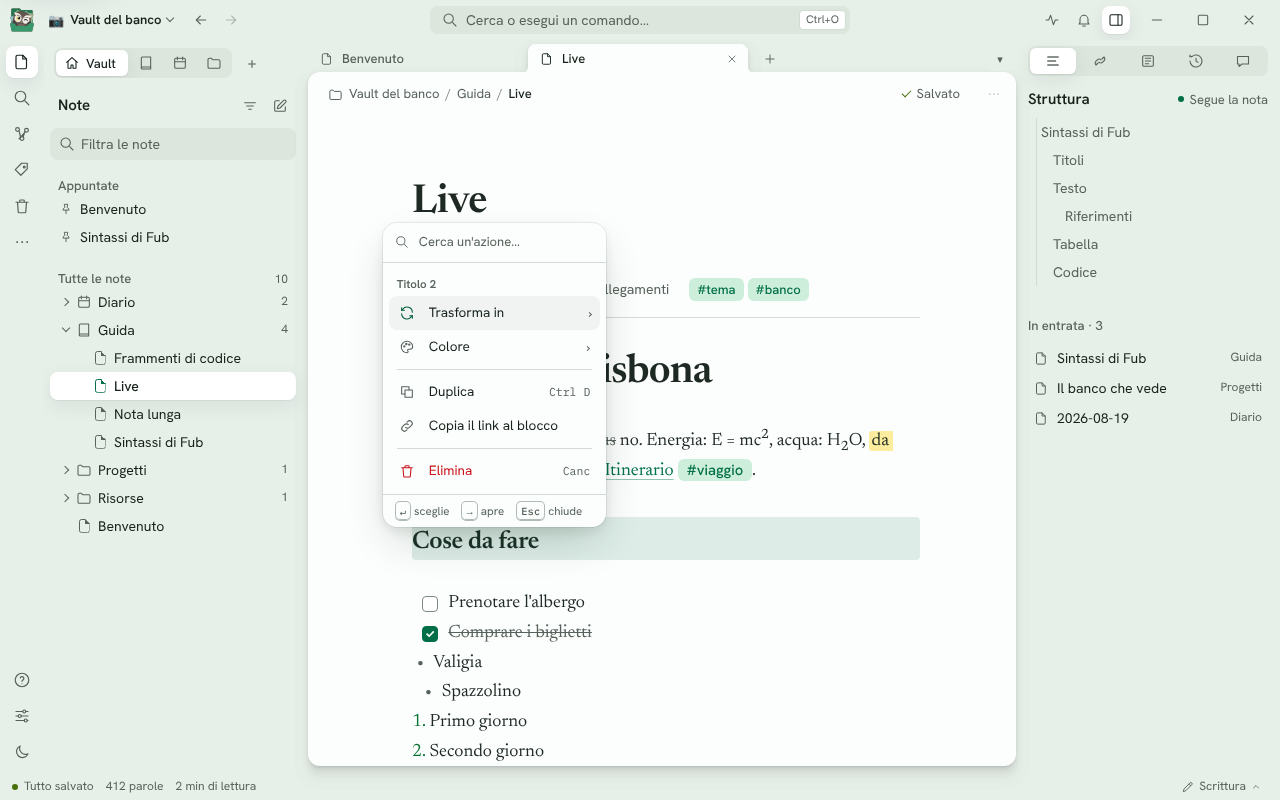 Vault del banco
Cerca o esegui un comando...
Ctrl+O
Vault
Benvenuto
Live
Note
Filtra le note
Appuntate
Benvenuto
Sintassi di Fub
Tutte le note 10
Diario 2
Guida 4
Frammenti di codice
Live
Nota lunga
Sintassi di Fub
Progetti 1
Risorse 1
Benvenuto
Vault del banco / Guida / Live
Salvato
Live
Cerca un'azione...
Titolo 2
Trasforma in
Colore
Duplica Ctrl D
Copia il link al blocco
Elimina Canc
↵ sceglie → apre Esc chiude
llegamenti #tema #banco
isbona
no. Energia: E = mc², acqua: H₂O, da
Itinerario #viaggio.
Cose da fare
Prenotare l'albergo
Comprare i biglietti
• Valigia
• Spazzolino
1. Primo giorno
2. Secondo giorno
Struttura
Segue la nota
Sintassi di Fub
Titoli
Testo
Riferimenti
Tabella
Codice
In entrata · 3
Sintassi di Fub Guida
Il banco che vede Progetti
2026-08-19 Diario
Tutto salvato 412 parole 2 min di lettura
Scrittura